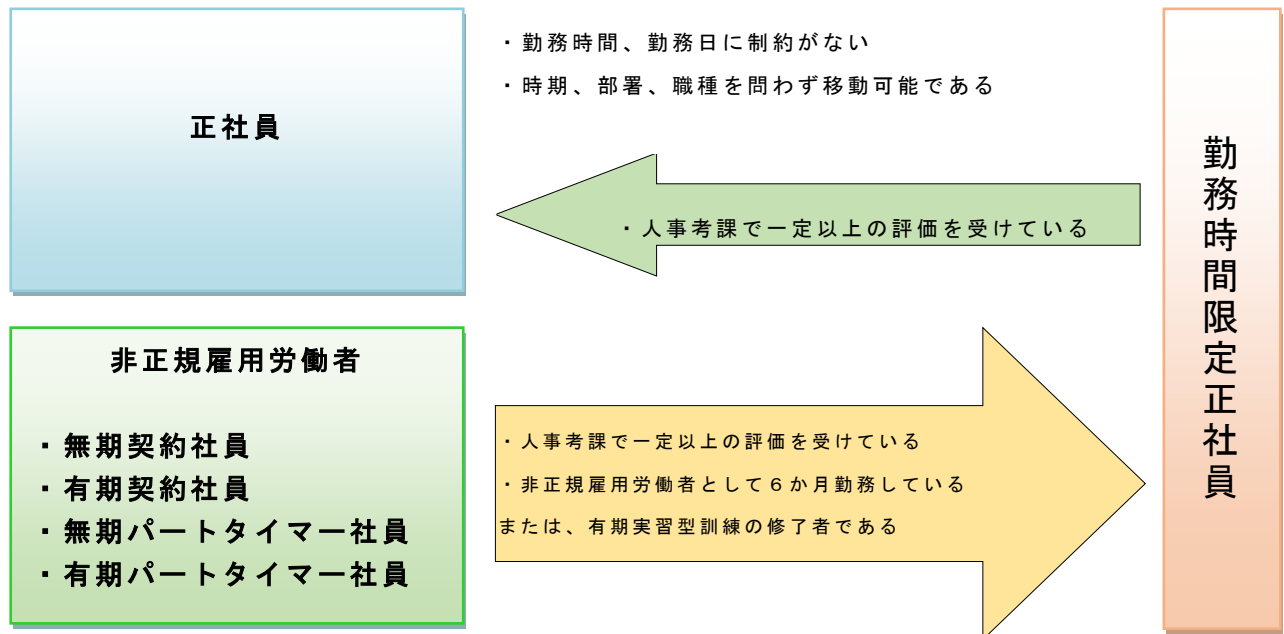 正社員
・勤務時間、勤務日に制約がない
・時期、部署、職種を問わず移動可能である
・人事考課で一定以上の評価を受けている
非正規雇用労働者
・無期契約社員
・有期契約社員
・無期パートタイマー社員
・有期パートタイマー社員
・人事考課で一定以上の評価を受けている
・非正規雇用労働者として６か月勤務している
または、有期実習型訓練の修了者である
勤務時間限定正社員